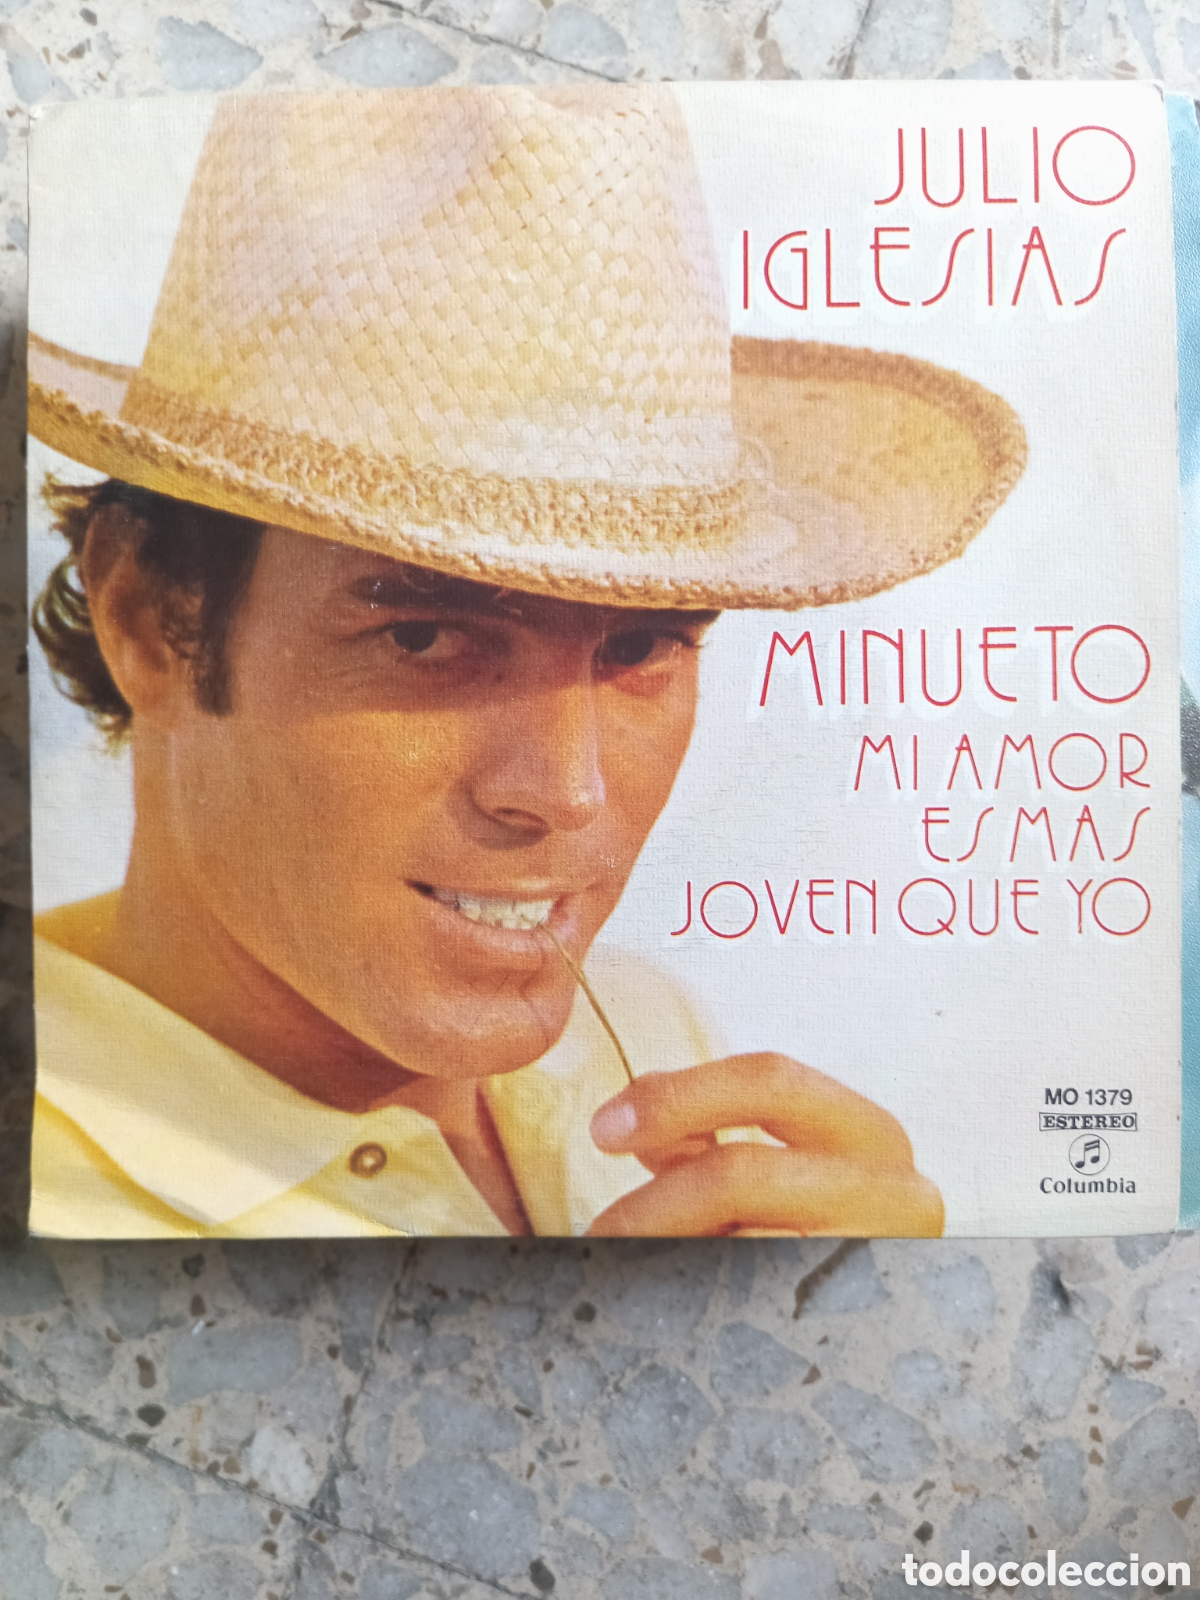 JULIO
IGLESIAS
MINUETO
MI AMOR
ES MAS
JOVEN QUE YO
MO 1379
ESTEREO
Columbia
todocoleccion